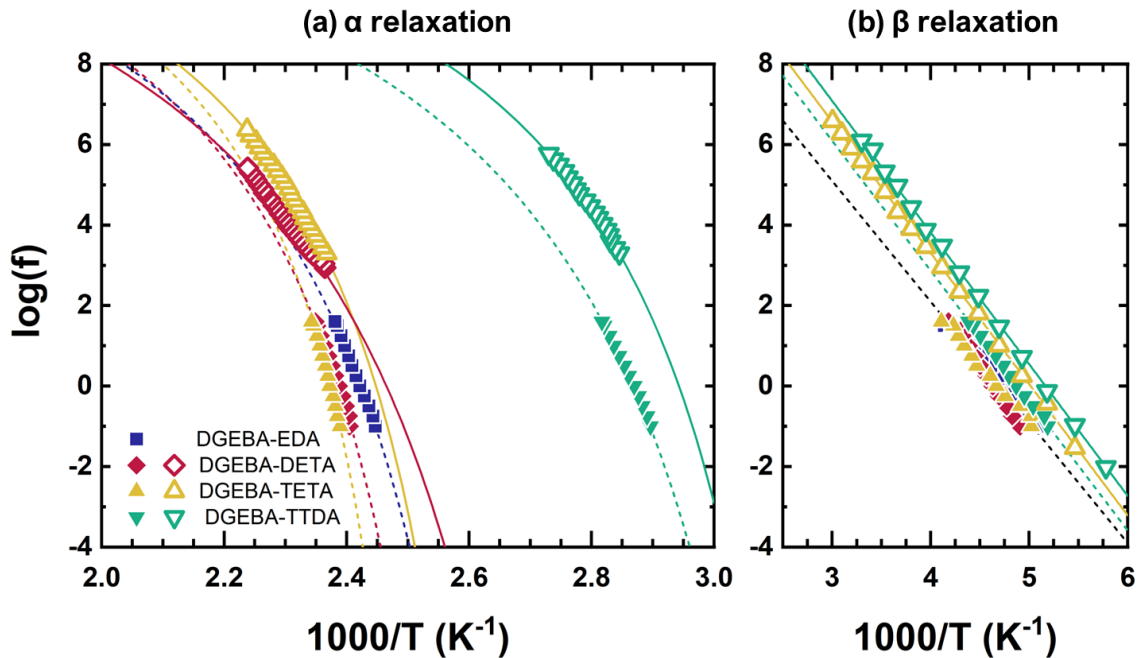 (a) α relaxation
(b) β relaxation
log(f)
8
6
4
2
0
-2
-4
DGEBA-EDA
DGEBA-DETA
DGEBA-TETA
DGEBA-TTDA
2.0 2.2 2.4 2.6 2.8 3.0
1000/T (K⁻¹)
8
6
4
2
0
-2
-4
3 4 5 6
1000/T (K⁻¹)